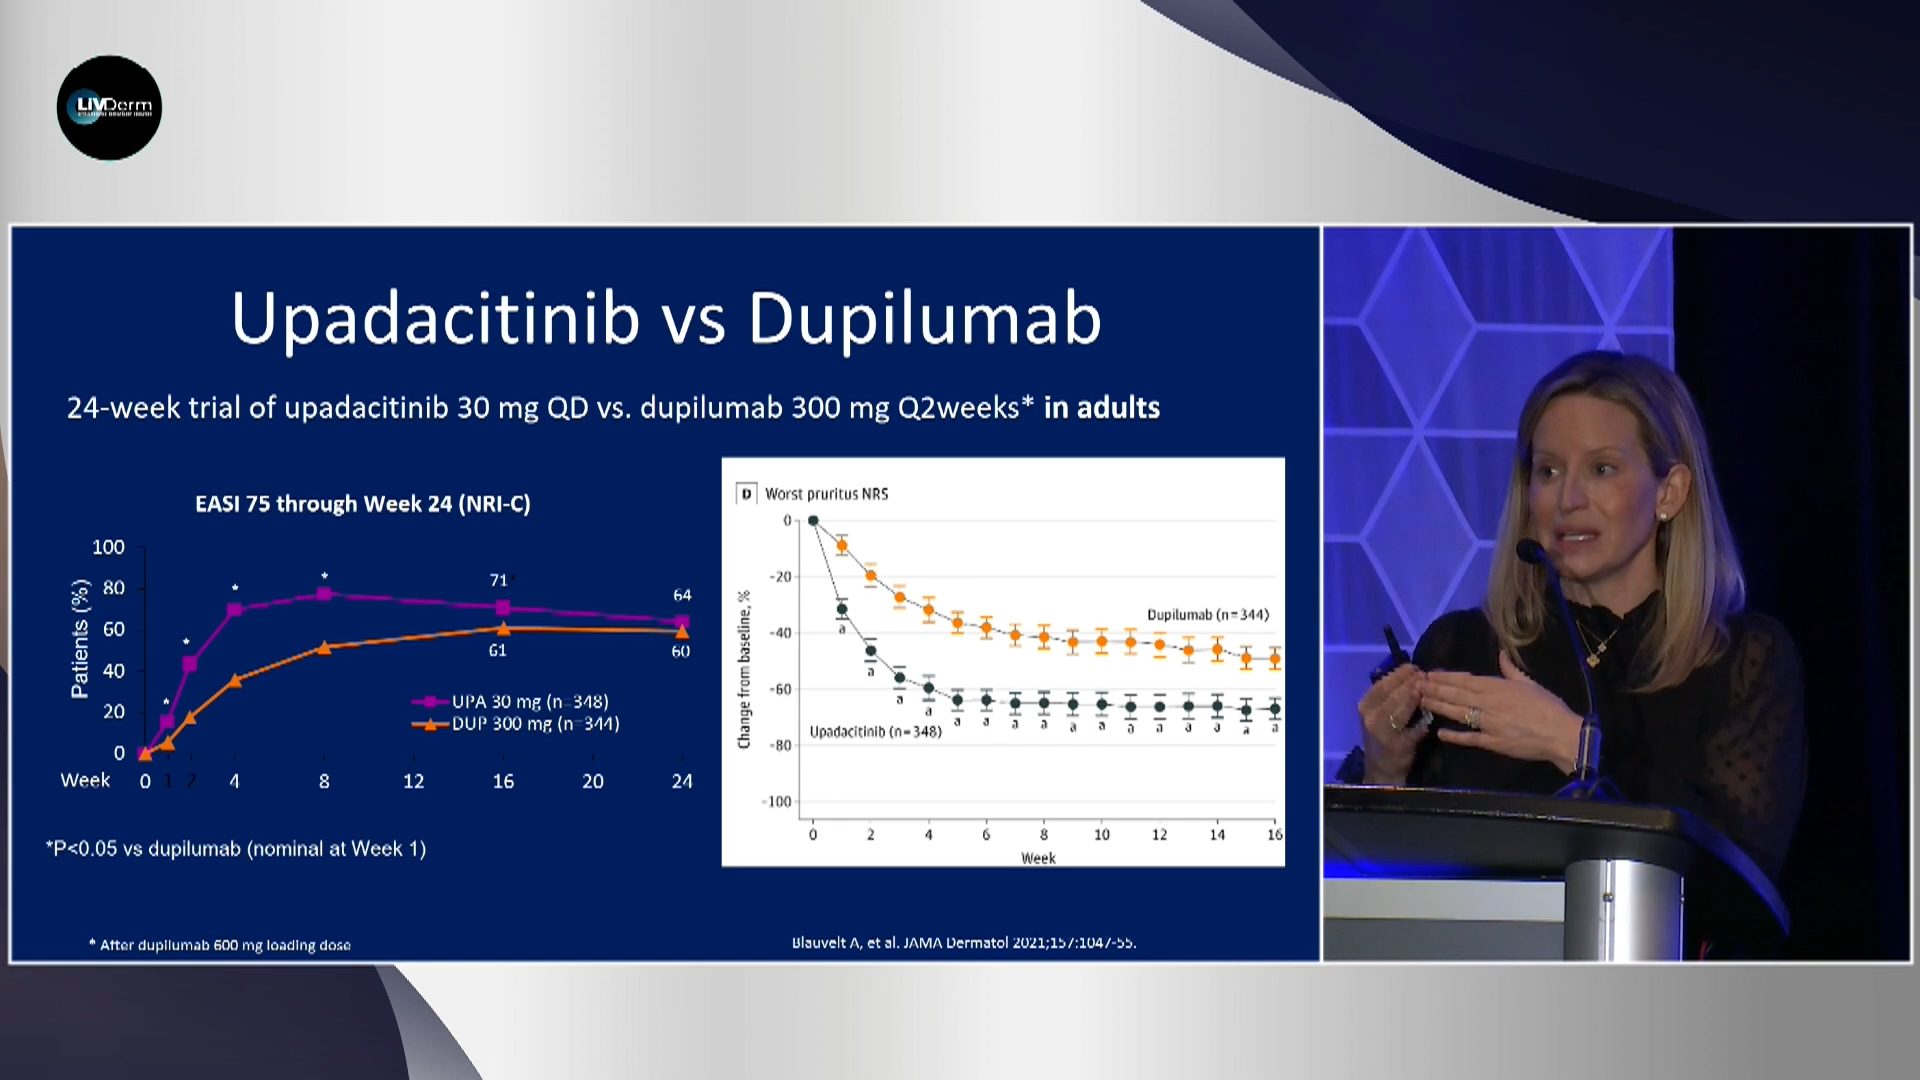 LIVDerm
Upadacitinib vs Dupilumab
24-week trial of upadacitinib 30 mg QD vs. dupilumab 300 mg Q2weeks* in adults
EASI 75 through Week 24 (NRI-C)
Patients (%)
100
80
60
40
20
0
* * * *
71
64
61
60
UPA 30 mg (n=348)
DUP 300 mg (n=344)
Week 0 1 2 4 8 12 16 20 24
*P<0.05 vs dupilumab (nominal at Week 1)
* After dupilumab 600 mg loading dose
D Worst pruritus NRS
Change from baseline, %
0
-20
-40
-60
-80
-100
Dupilumab (n=344)
a a a a a a a a a a a a a a a a
Upadacitinib (n=348)
0 2 4 6 8 10 12 14 16
Week
Blauvelt A, et al. JAMA Dermatol 2021;157:1047-55.